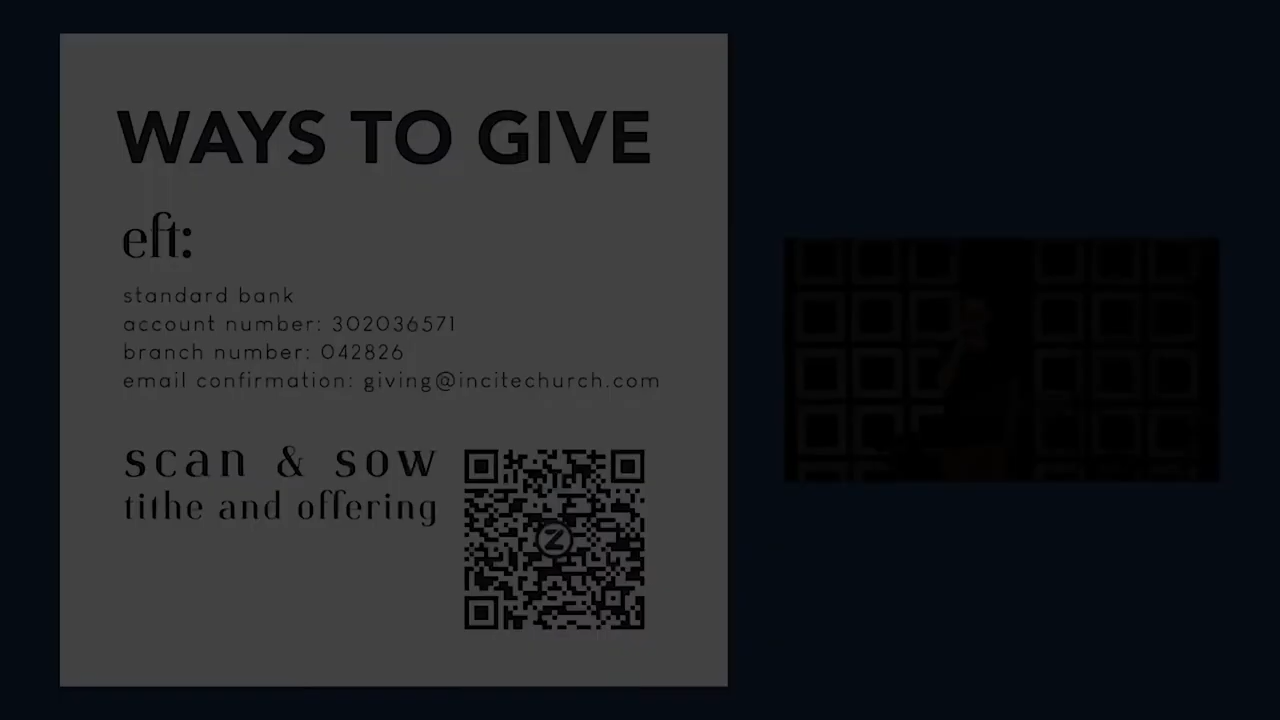 WAYS TO GIVE
eft:
standard bank
account number: 302036571
branch number: 042826
email confirmation: giving@incitechurch.com
scan & sow
tithe and offering
Z